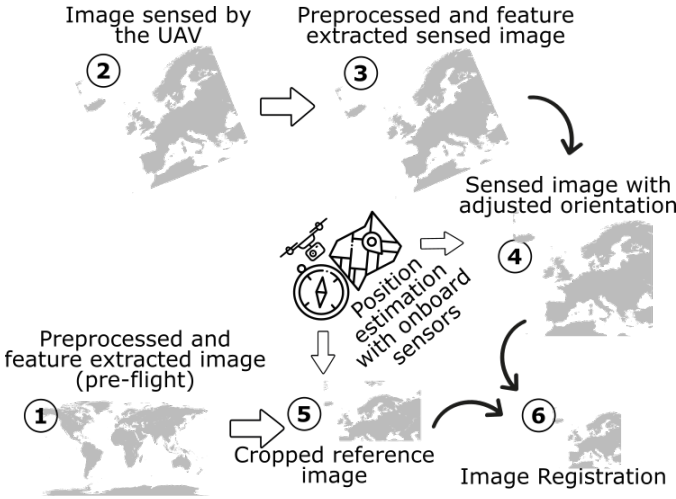 Image sensed by
the UAV
2
Preprocessed and feature
extracted sensed image
3
Sensed image with
adjusted orientation
4
Position
estimation
with onboard
sensors
Preprocessed and
feature extracted image
(pre-flight)
1
5
Cropped reference
image
6
Image Registration